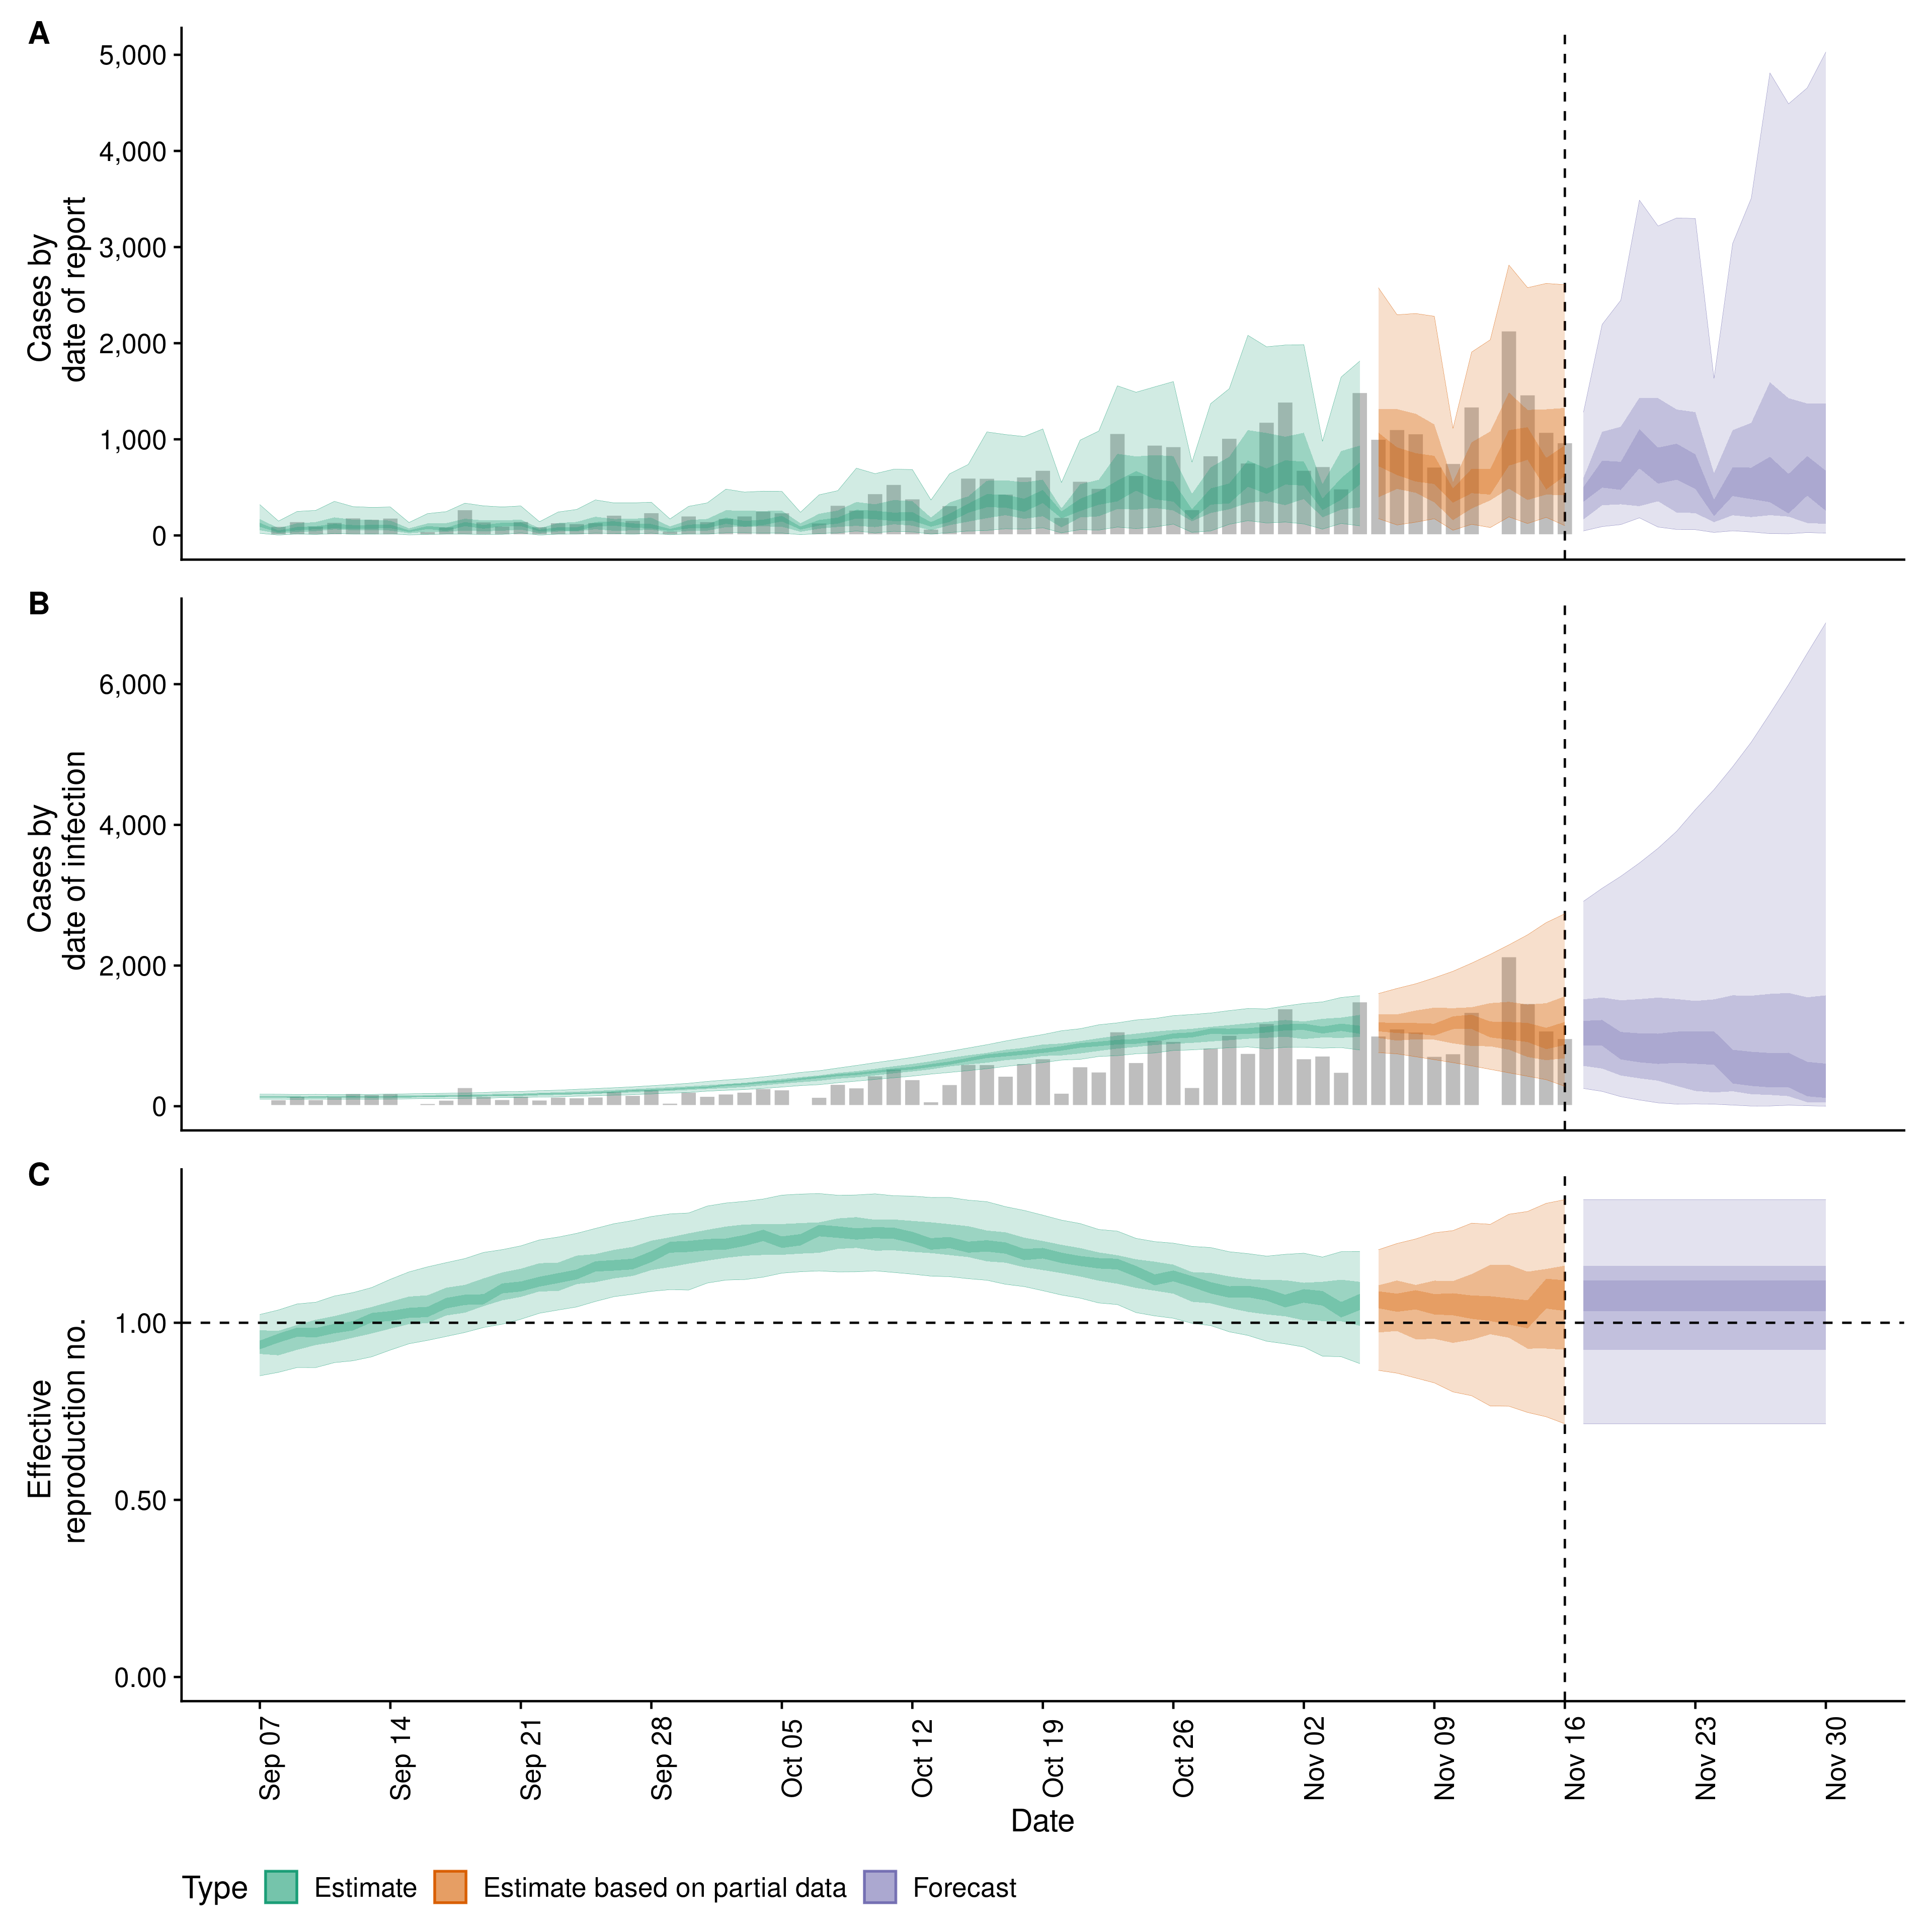 A
5,000
4,000
3,000
2,000
1,000
0
Cases by
date of report
B
6,000
4,000
2,000
0
Cases by
date of infection
C
1.00
0.50
0.00
Effective
reproduction no.
Sep 07
Sep 14
Sep 21
Sep 28
Oct 05
Oct 12
Oct 19
Oct 26
Nov 02
Nov 09
Nov 16
Nov 23
Nov 30
Date
Type Estimate Estimate based on partial data Forecast